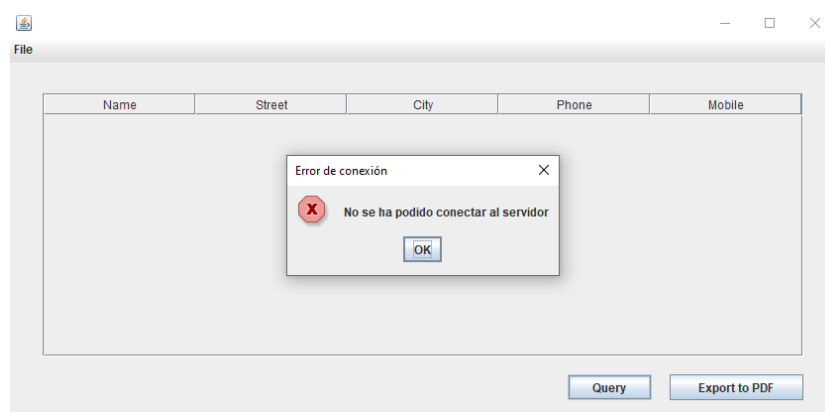 File
Name Street City Phone Mobile
Error de conexión
No se ha podido conectar al servidor
OK
Query Export to PDF